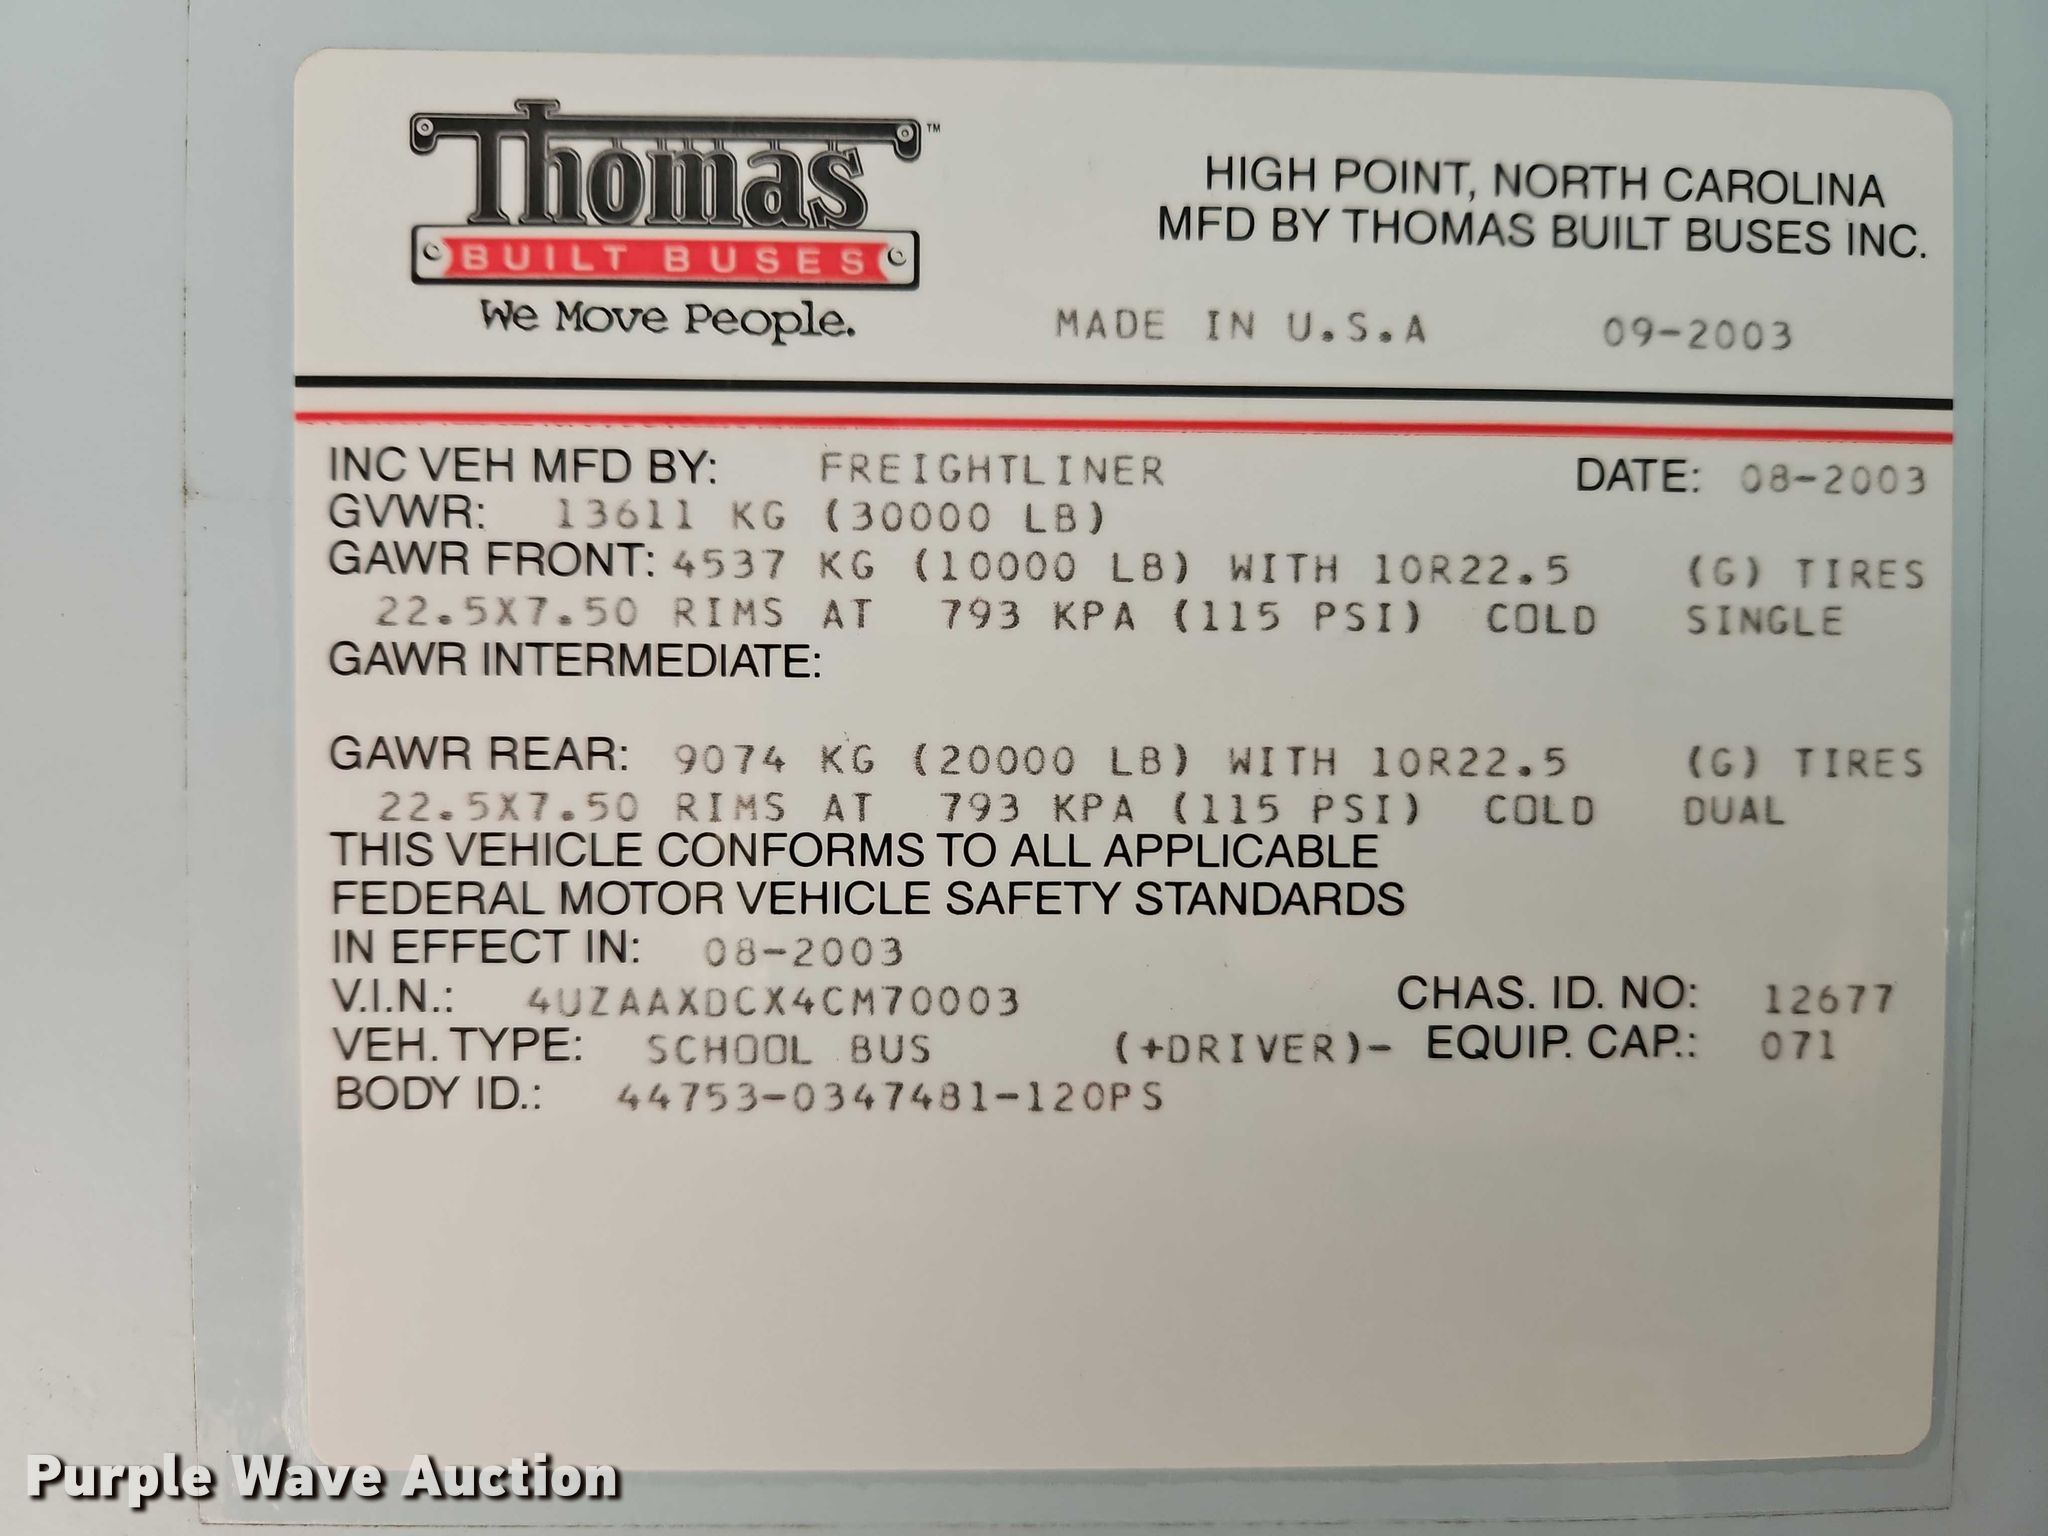 Thomas™
BUILT BUSES
We Move People.
HIGH POINT, NORTH CAROLINA
MFD BY THOMAS BUILT BUSES INC.
MADE IN U.S.A 09-2003
INC VEH MFD BY: FREIGHTLINER DATE: 08-2003
GVWR: 13611 KG (30000 LB)
GAWR FRONT: 4537 KG (10000 LB) WITH 10R22.5 (G) TIRES
22.5X7.50 RIMS AT 793 KPA (115 PSI) COLD SINGLE
GAWR INTERMEDIATE:
GAWR REAR: 9074 KG (20000 LB) WITH 10R22.5 (G) TIRES
22.5X7.50 RIMS AT 793 KPA (115 PSI) COLD DUAL
THIS VEHICLE CONFORMS TO ALL APPLICABLE
FEDERAL MOTOR VEHICLE SAFETY STANDARDS
IN EFFECT IN: 08-2003
V.I.N.: 4UZAAXDCX4CM70003 CHAS. ID. NO: 12677
VEH. TYPE: SCHOOL BUS (+DRIVER)- EQUIP. CAP.: 071
BODY ID.: 44753-0347481-120PS
Purple Wave Auction